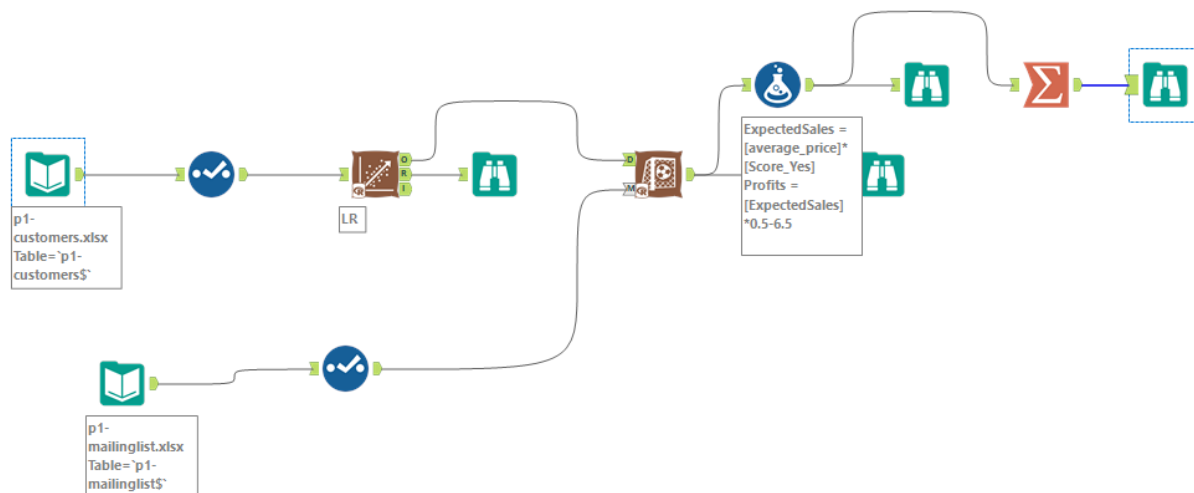 p1-
customers.xlsx
Table=`p1-
customers$`
LR
O
R
I
D
M
ExpectedSales =
[average_price]*
[Score_Yes]
Profits =
[ExpectedSales]
*0.5-6.5
p1-
mailinglist.xlsx
Table=`p1-
mailinglist$`